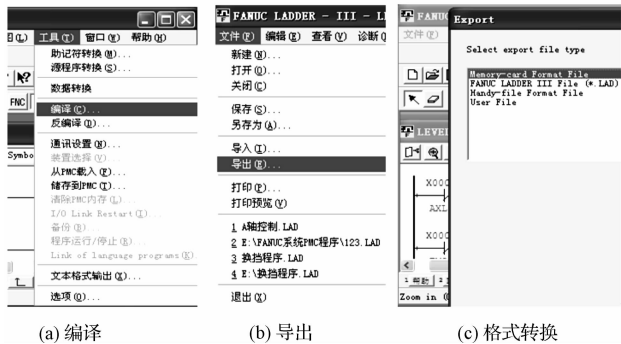 工具(T) 窗口(W) 帮助(H)
助记符转换(M)...
源程序转换(S)...
数据转换
编译(C)...
反编译(D)...
通讯设置(N)...
装置选择(V)...
从PMC载入(P)...
储存到PMC(T)...
清除PMC内存(L)...
I/O Link Restart(I)...
备份(B)...
程序运行/停止(R)...
Link of language programs(K)
文本格式输出(X)...
选项(O)...
FNC
Symbo
(a) 编译
FANUC LADDER - III - L
文件(F) 编辑(E) 查看(V) 诊断(
新建(N)...
打开(O)...
关闭(C)
保存(S)...
另存为(A)...
导入(I)...
导出(E)...
打印(P)...
打印预览(V)...
1 A轴控制.LAD
2 E:\FANUC系统PMC程序\123.LAD
3 换挡程序.LAD
4 E:\换挡程序.LAD
退出(X)
(b) 导出
FANU
文件(F)
LEVE
X000
AXL
X000
1 帮助
Zoom in (
Export
Select export file type
Memory-card Format File
FANUC LADDER III File (*.LAD)
Handy-file Format File
User File
(c) 格式转换